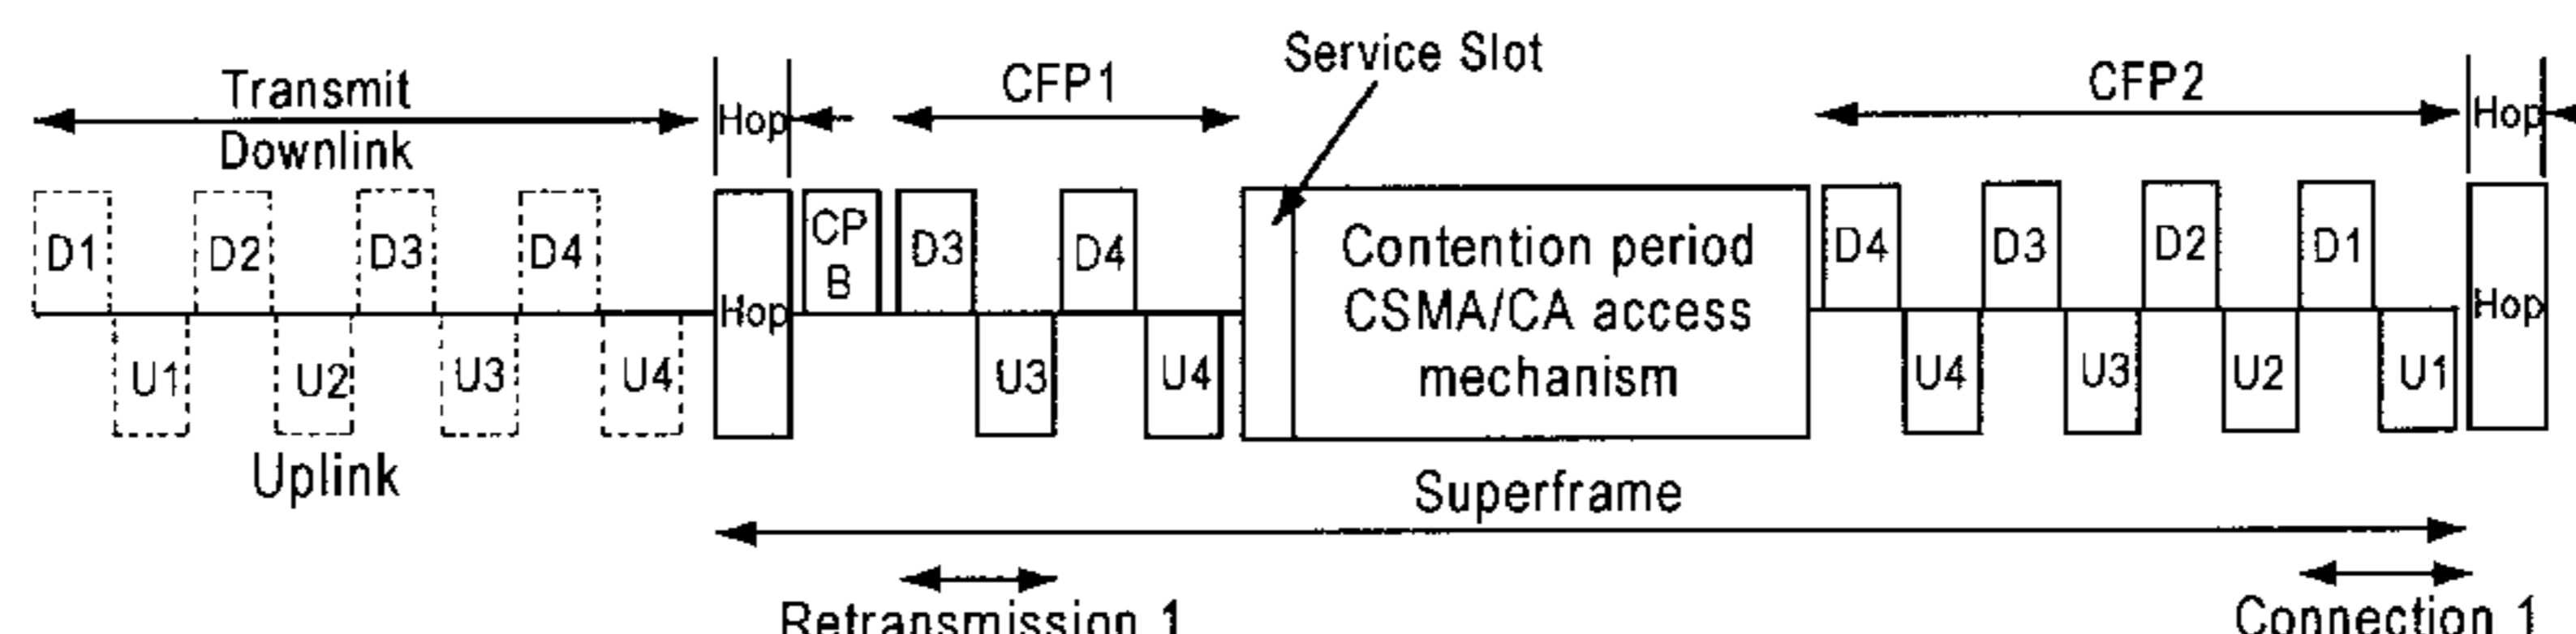 Service Slot
Transmit
Hop
CFP1
CFP2
Hop
Downlink
D1 D2 D3 D4
CP
B
D3 D4
Contention period
CSMA/CA access
mechanism
D4 D3 D2 D1
Hop
Hop
U1 U2 U3 U4
U3 U4
U4 U3 U2 U1
Uplink
Superframe
Retransmission 1
Connection 1